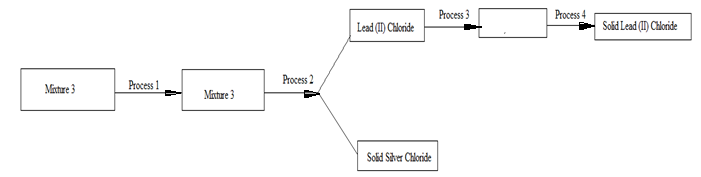 Lead (II) Chloride
Process 3
Process 4
Solid Lead (II) Chloride
Mixture 3
Process 1
Mixture 3
Process 2
Solid Silver Chloride